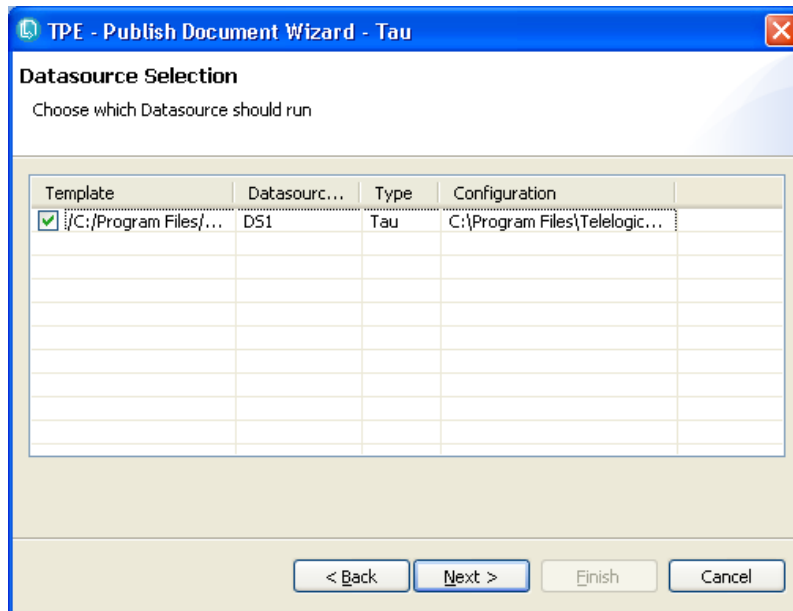 TPE - Publish Document Wizard - Tau
Datasource Selection
Choose which Datasource should run
Template Datasourc... Type Configuration
/C:/Program Files/... DS1 Tau C:\Program Files\Telelogic...
< Back Next > Finish Cancel